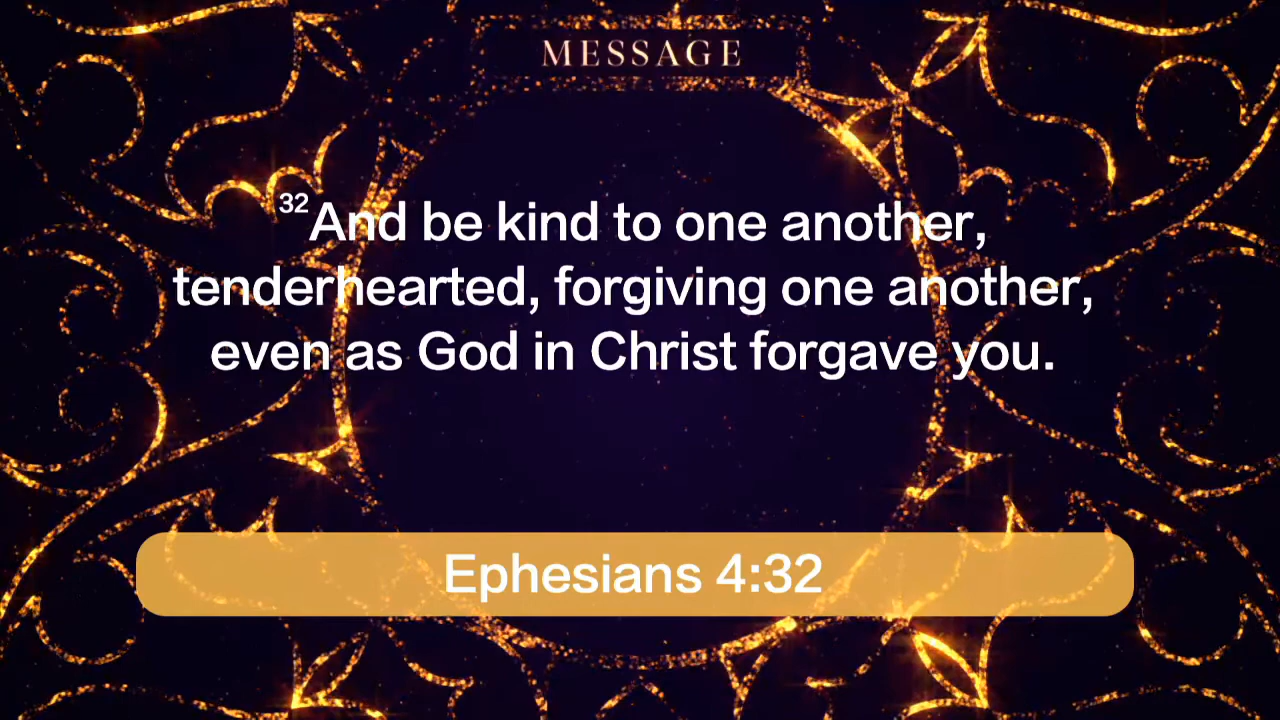 MESSAGE
32And be kind to one another,
tenderhearted, forgiving one another,
even as God in Christ forgave you.
Ephesians 4:32